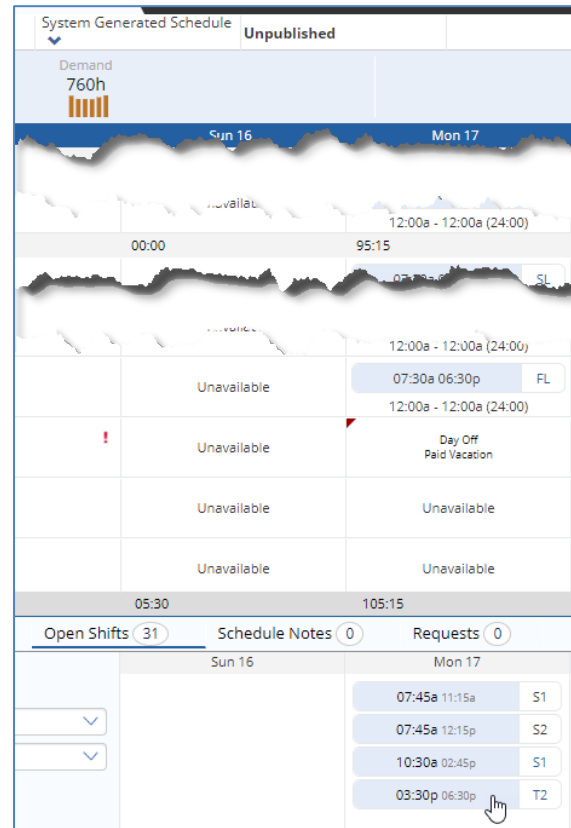 System Generated Schedule Unpublished
Demand
760h
Sun 16 Mon 17
12:00a - 12:00a (24:00)
00:00 95:15
SL
12:00a - 12:00a (24:00)
Unavailable 07:30a 06:30p FL
12:00a - 12:00a (24:00)
! Unavailable Day Off
Paid Vacation
Unavailable Unavailable
Unavailable Unavailable
05:30 105:15
Open Shifts 31 Schedule Notes 0 Requests 0
Sun 16 Mon 17
07:45a 11:15a S1
07:45a 12:15p S2
10:30a 02:45p S1
03:30p 06:30p T2